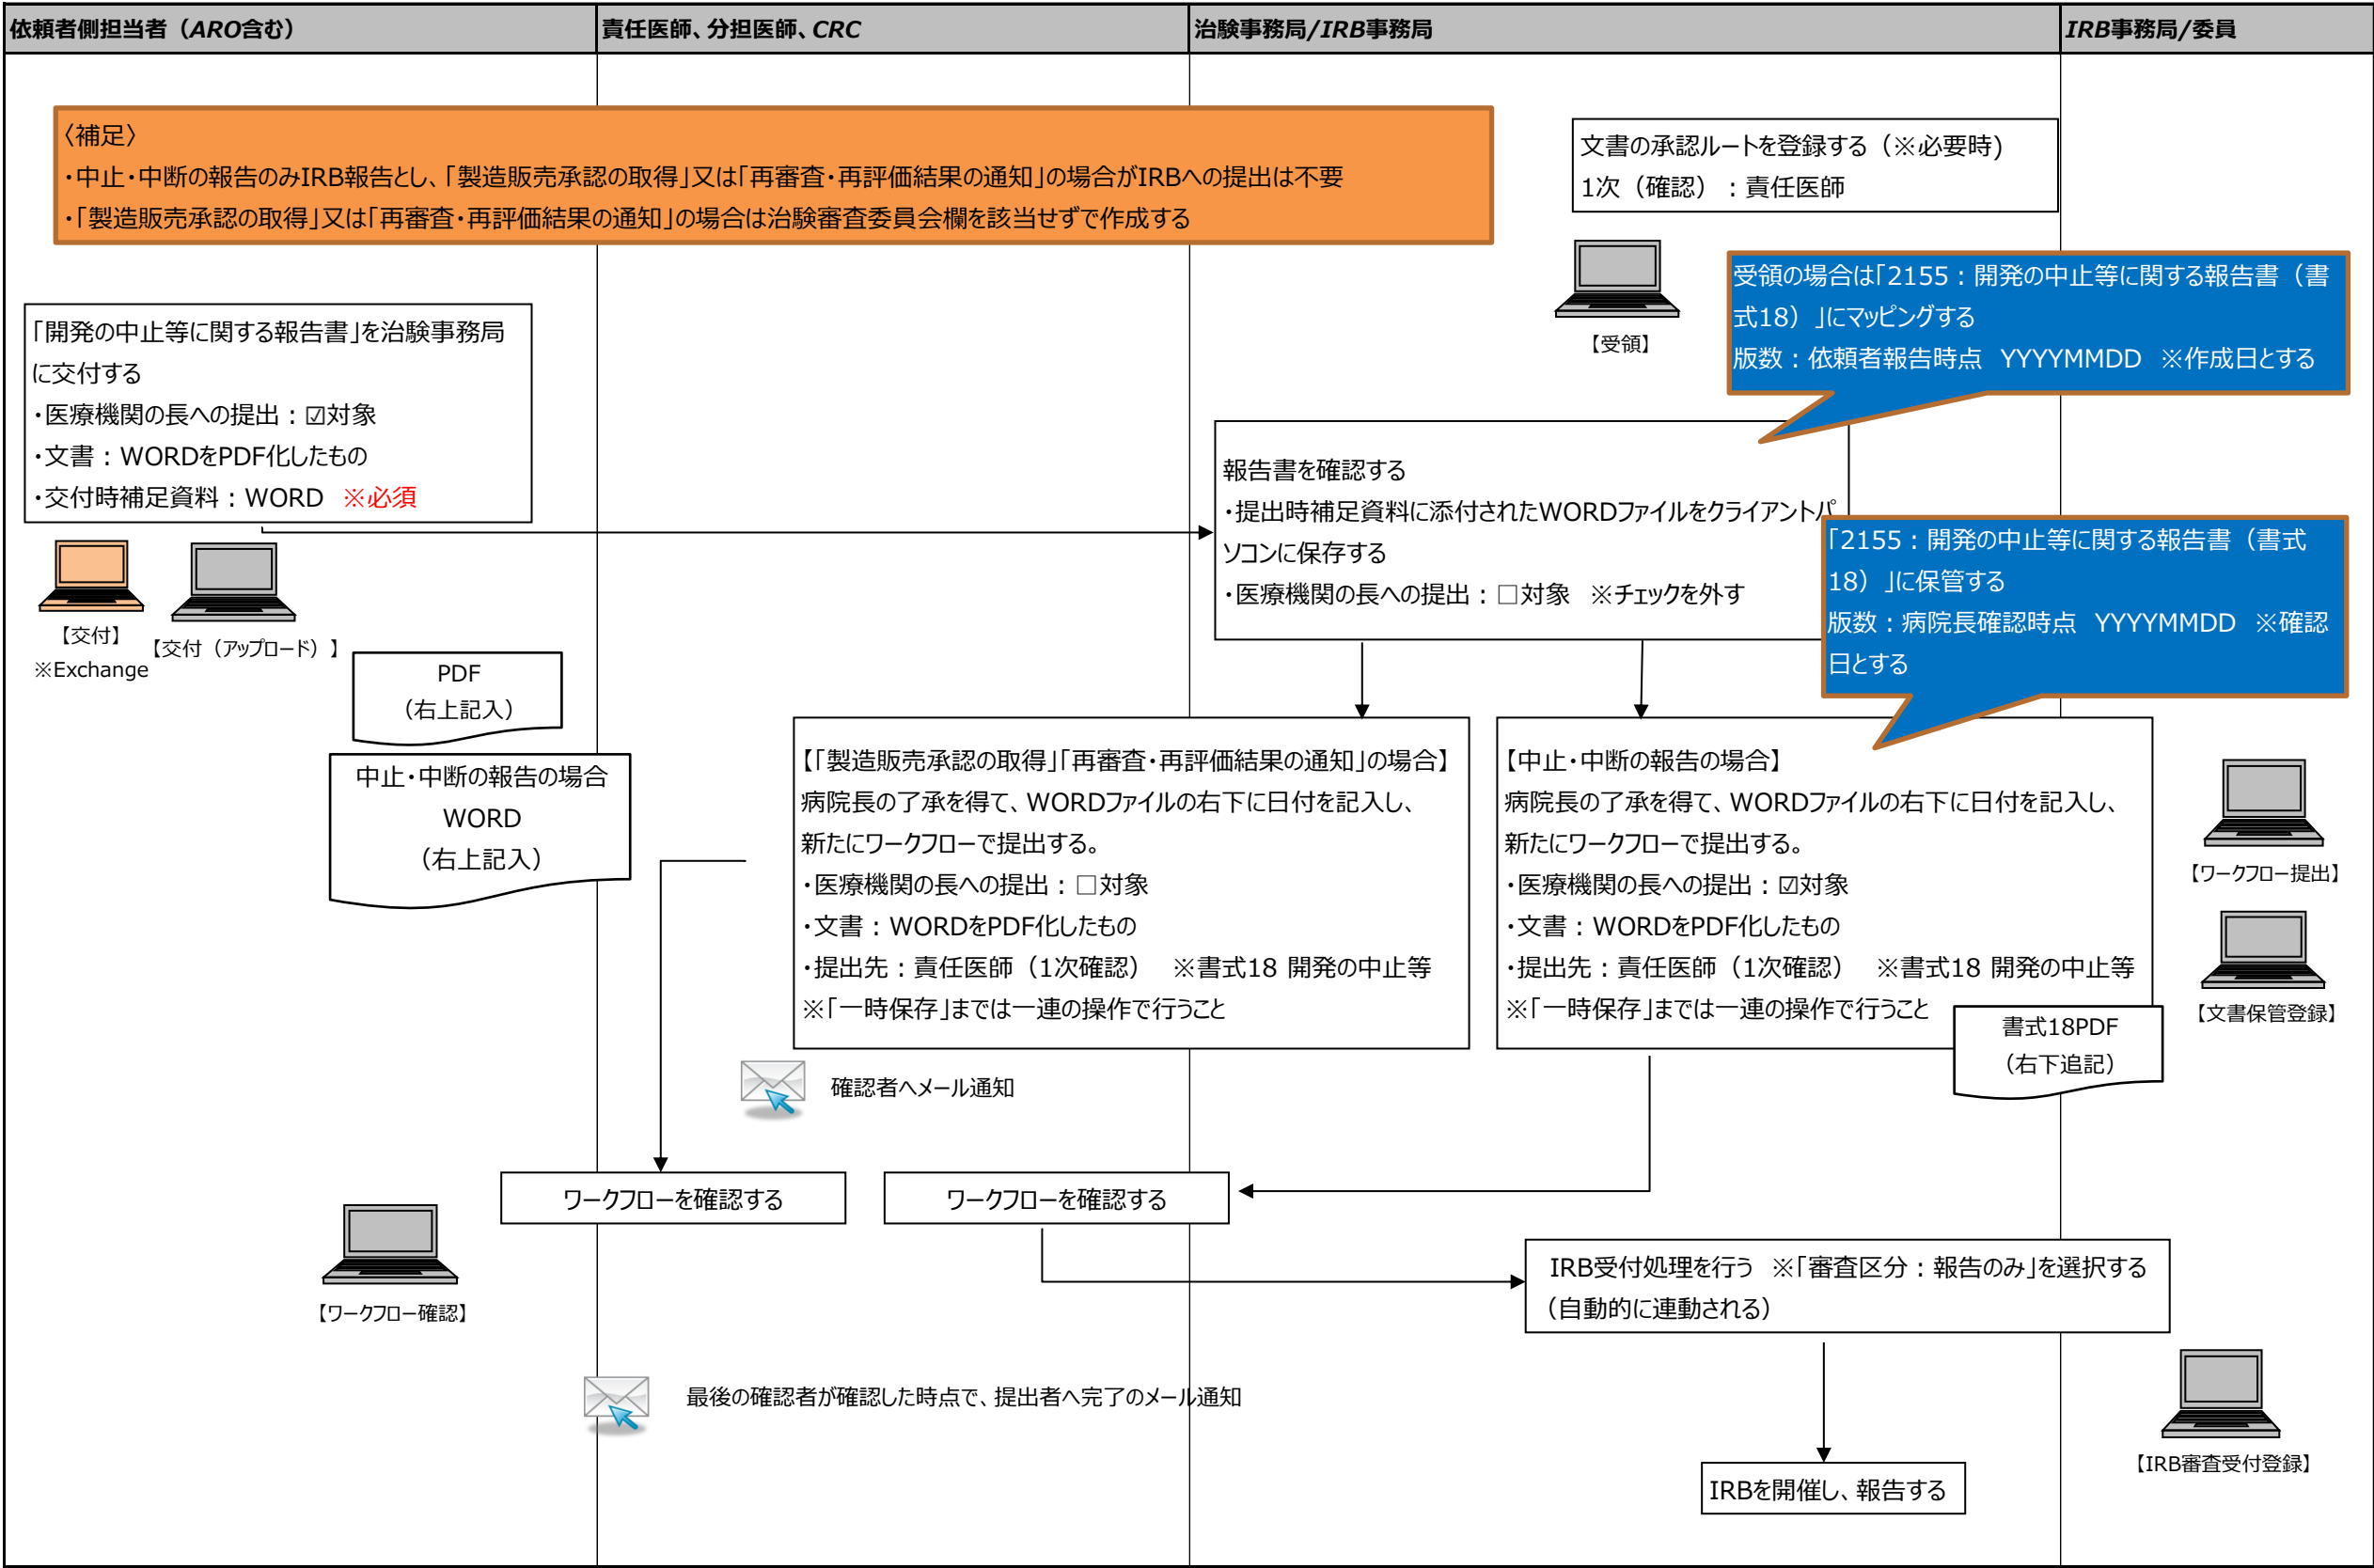 依頼者側担当者（ARO含む）
責任医師、分担医師、CRC
治験事務局/IRB事務局
IRB事務局/委員
〈補足〉
・中止・中断の報告のみIRB報告とし、「製造販売承認の取得」又は「再審査・再評価結果の通知」の場合がIRBへの提出は不要
・「製造販売承認の取得」又は「再審査・再評価結果の通知」の場合は治験審査委員会欄を該当せずで作成する
文書の承認ルートを登録する（※必要時)
1次（確認）：責任医師
【受領】
受領の場合は「2155：開発の中止等に関する報告書（書
式18）」にマッピングする
版数：依頼者報告時点　YYYYMMDD　※作成日とする
「開発の中止等に関する報告書」を治験事務局
に交付する
・医療機関の長への提出：☑対象
・文書：WORDをPDF化したもの
・交付時補足資料：WORD　※必須
【交付】
※Exchange
【交付（アップロード）】
報告書を確認する
・提出時補足資料に添付されたWORDファイルをクライアントパ
ソコンに保存する
・医療機関の長への提出：□対象　※チェックを外す
「2155：開発の中止等に関する報告書（書式
18）」に保管する
版数：病院長確認時点　YYYYMMDD　※確認
日とする
PDF
（右上記入）
中止・中断の報告の場合
WORD
（右上記入）
【「製造販売承認の取得」「再審査・再評価結果の通知」の場合】
病院長の了承を得て、WORDファイルの右下に日付を記入し、
新たにワークフローで提出する。
・医療機関の長への提出：□対象
・文書：WORDをPDF化したもの
・提出先：責任医師（1次確認）　※書式18 開発の中止等
※「一時保存」までは一連の操作で行うこと
【中止・中断の報告の場合】
病院長の了承を得て、WORDファイルの右下に日付を記入し、
新たにワークフローで提出する。
・医療機関の長への提出：☑対象
・文書：WORDをPDF化したもの
・提出先：責任医師（1次確認）　※書式18 開発の中止等
※「一時保存」までは一連の操作で行うこと
【ワークフロー提出】
【文書保管登録】
書式18PDF
（右下追記）
確認者へメール通知
ワークフローを確認する
ワークフローを確認する
【ワークフロー確認】
IRB受付処理を行う　※「審査区分：報告のみ」を選択する
（自動的に連動される）
最後の確認者が確認した時点で、提出者へ完了のメール通知
【IRB審査受付登録】
IRBを開催し、報告する